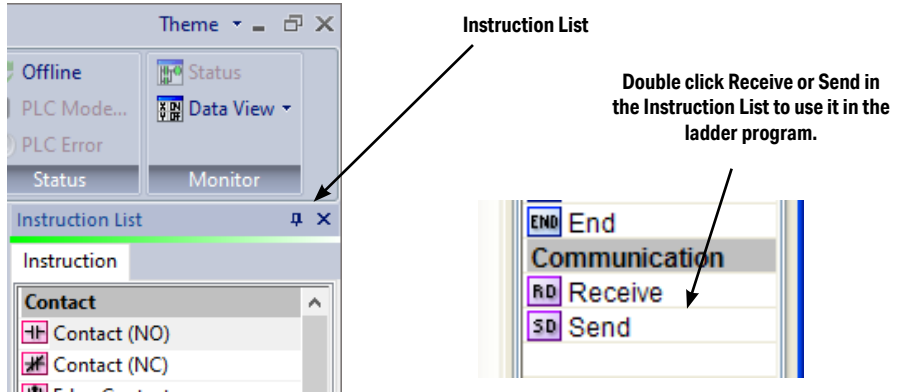 Theme
Instruction List
Offline
Status
PLC Mode...
Data View
PLC Error
Status
Monitor
Double click Receive or Send in
the Instruction List to use it in the
ladder program.
Instruction List
Instruction
Contact
Contact (NO)
Contact (NC)
Edge Contact
END End
Communication
RD Receive
SD Send